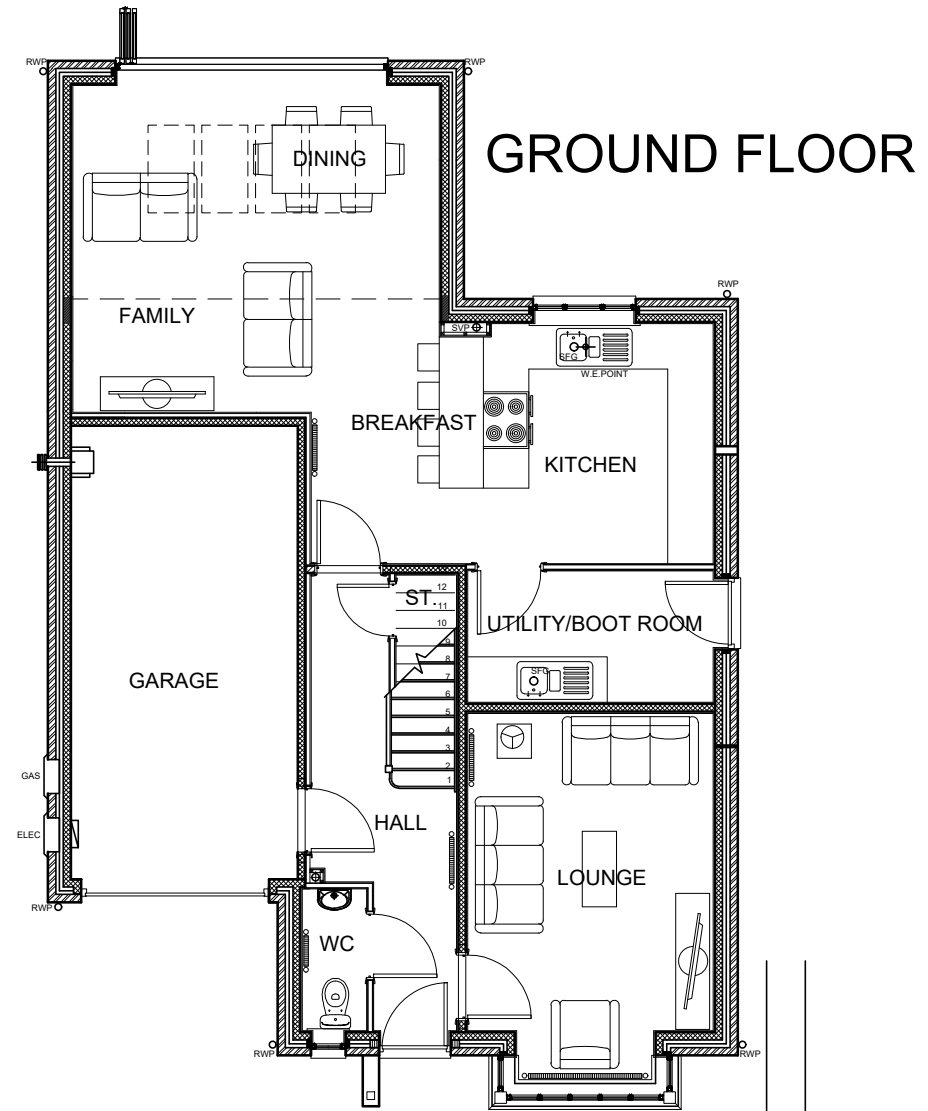 RWP
RWP
GROUND FLOOR
DINING
RWP
FAMILY
SVP
SFG
W.E.POINT
BREAKFAST
KITCHEN
ST.
12
11
10
9
8
7
6
5
4
3
2
1
UTILITY/BOOT ROOM
SFG
GARAGE
GAS
ELEC
HALL
LOUNGE
RWP
WC
RWP
RWP